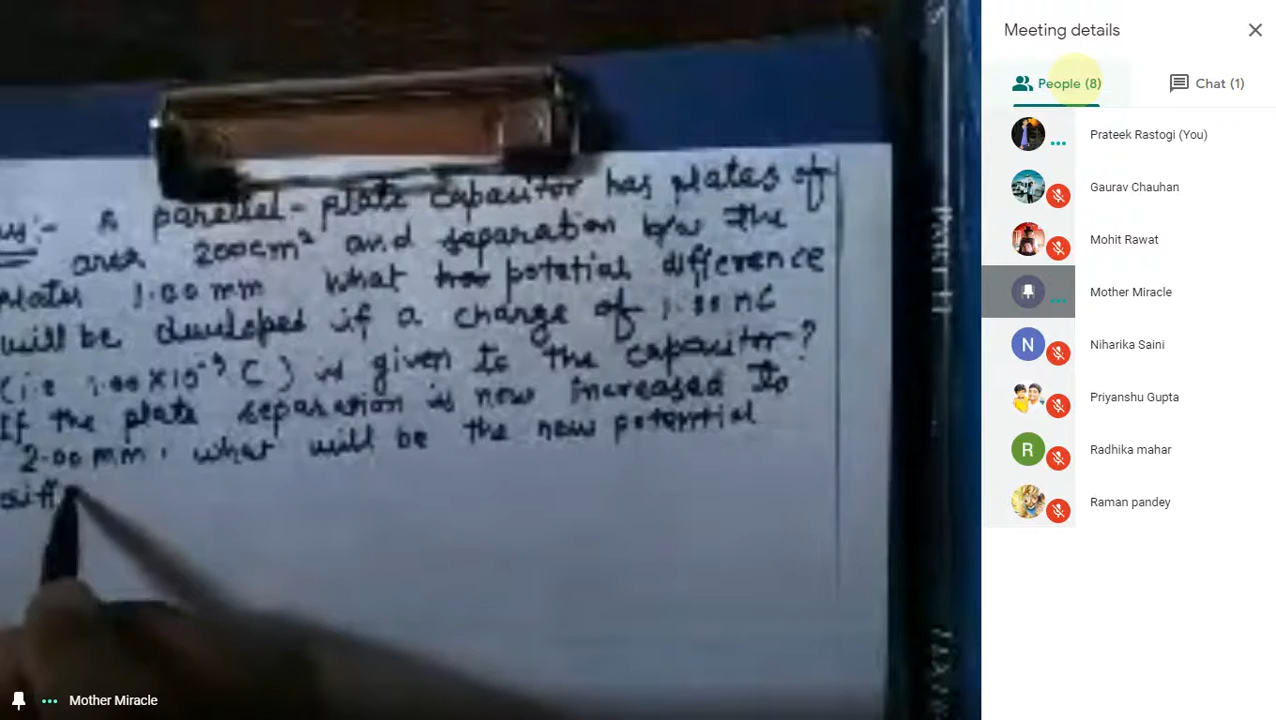 Ques:- A parallel-plate capacitor has plates of
area 200cm² and separation b/w the
plates 1.00 mm what potential difference
will be developed if a charge of 1.00 nC
(i.e 1.00×10⁻⁹ C) is given to the capacitor?
If the plate separation is now increased to
2.00 mm, what will be the new potential
diff
Mother Miracle
Meeting details
People (8)
Chat (1)
Prateek Rastogi (You)
Gaurav Chauhan
Mohit Rawat
Mother Miracle
N
Niharika Saini
Priyanshu Gupta
R
Radhika mahar
Raman pandey